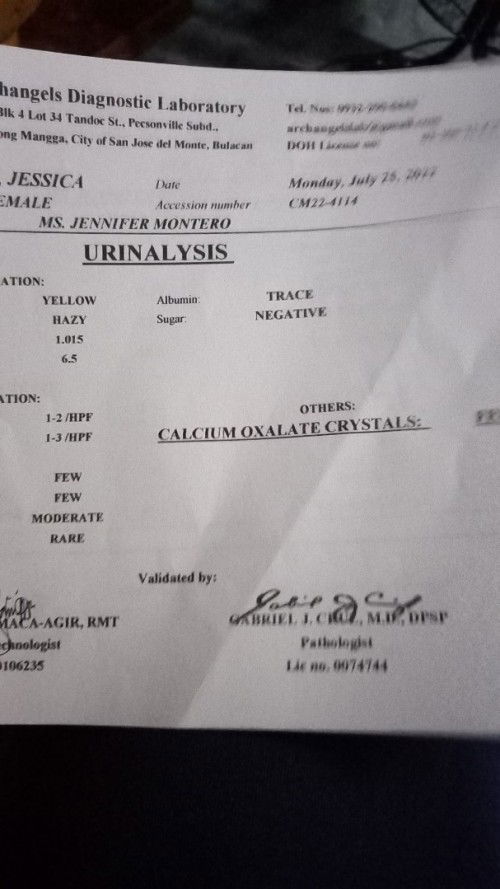 hangels Diagnostic Laboratory
Blk 4 Lot 34 Tandoc St., Pecsonville Subd.,
ong Mangga, City of San Jose del Monte, Bulacan
Tel. Nos:
DOH License no:
, JESSICA Date Monday, July 25, 2022
EMALE Accession number CM22-4114
MS. JENNIFER MONTERO
URINALYSIS
ATION:
YELLOW Albumin: TRACE
HAZY Sugar: NEGATIVE
1.015
6.5
ATION:
1-2 /HPF OTHERS:
1-3 /HPF CALCIUM OXALATE CRYSTALS:
FEW
FEW
MODERATE
RARE
Validated by:
MACA-AGIR, RMT GABRIEL J. CRUZ, M.D., DPSP
chnologist Pathologist
0106235 Lic no. 0074744